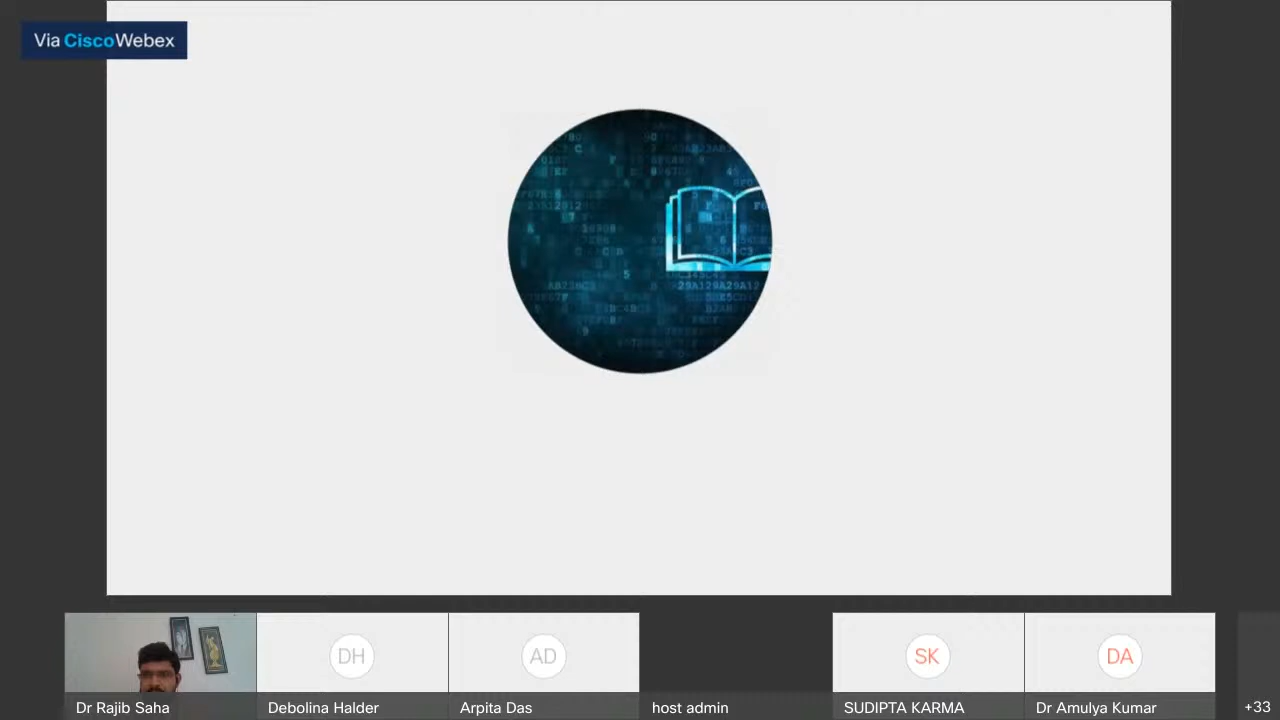 Via CiscoWebex
DH
AD
SK
DA
Dr Rajib Saha
Debolina Halder
Arpita Das
host admin
SUDIPTA KARMA
Dr Amulya Kumar
+33